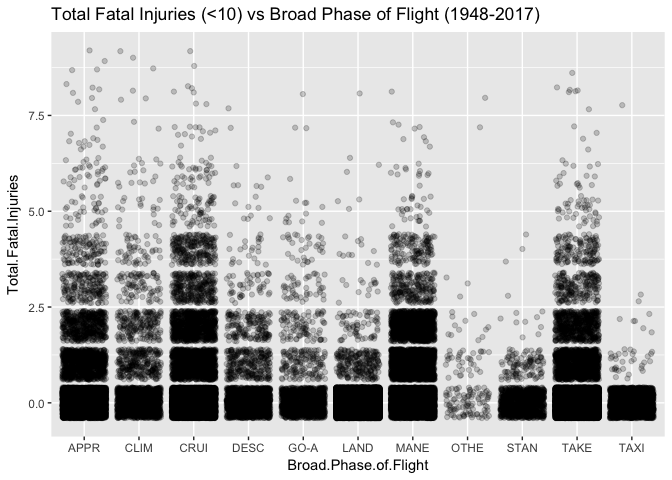 Total Fatal Injuries (<10) vs Broad Phase of Flight (1948-2017)
Total.Fatal.Injuries
7.5
5.0
2.5
0.0
APPR CLIM CRUI DESC GO-A LAND MANE OTHE STAN TAKE TAXI
Broad.Phase.of.Flight